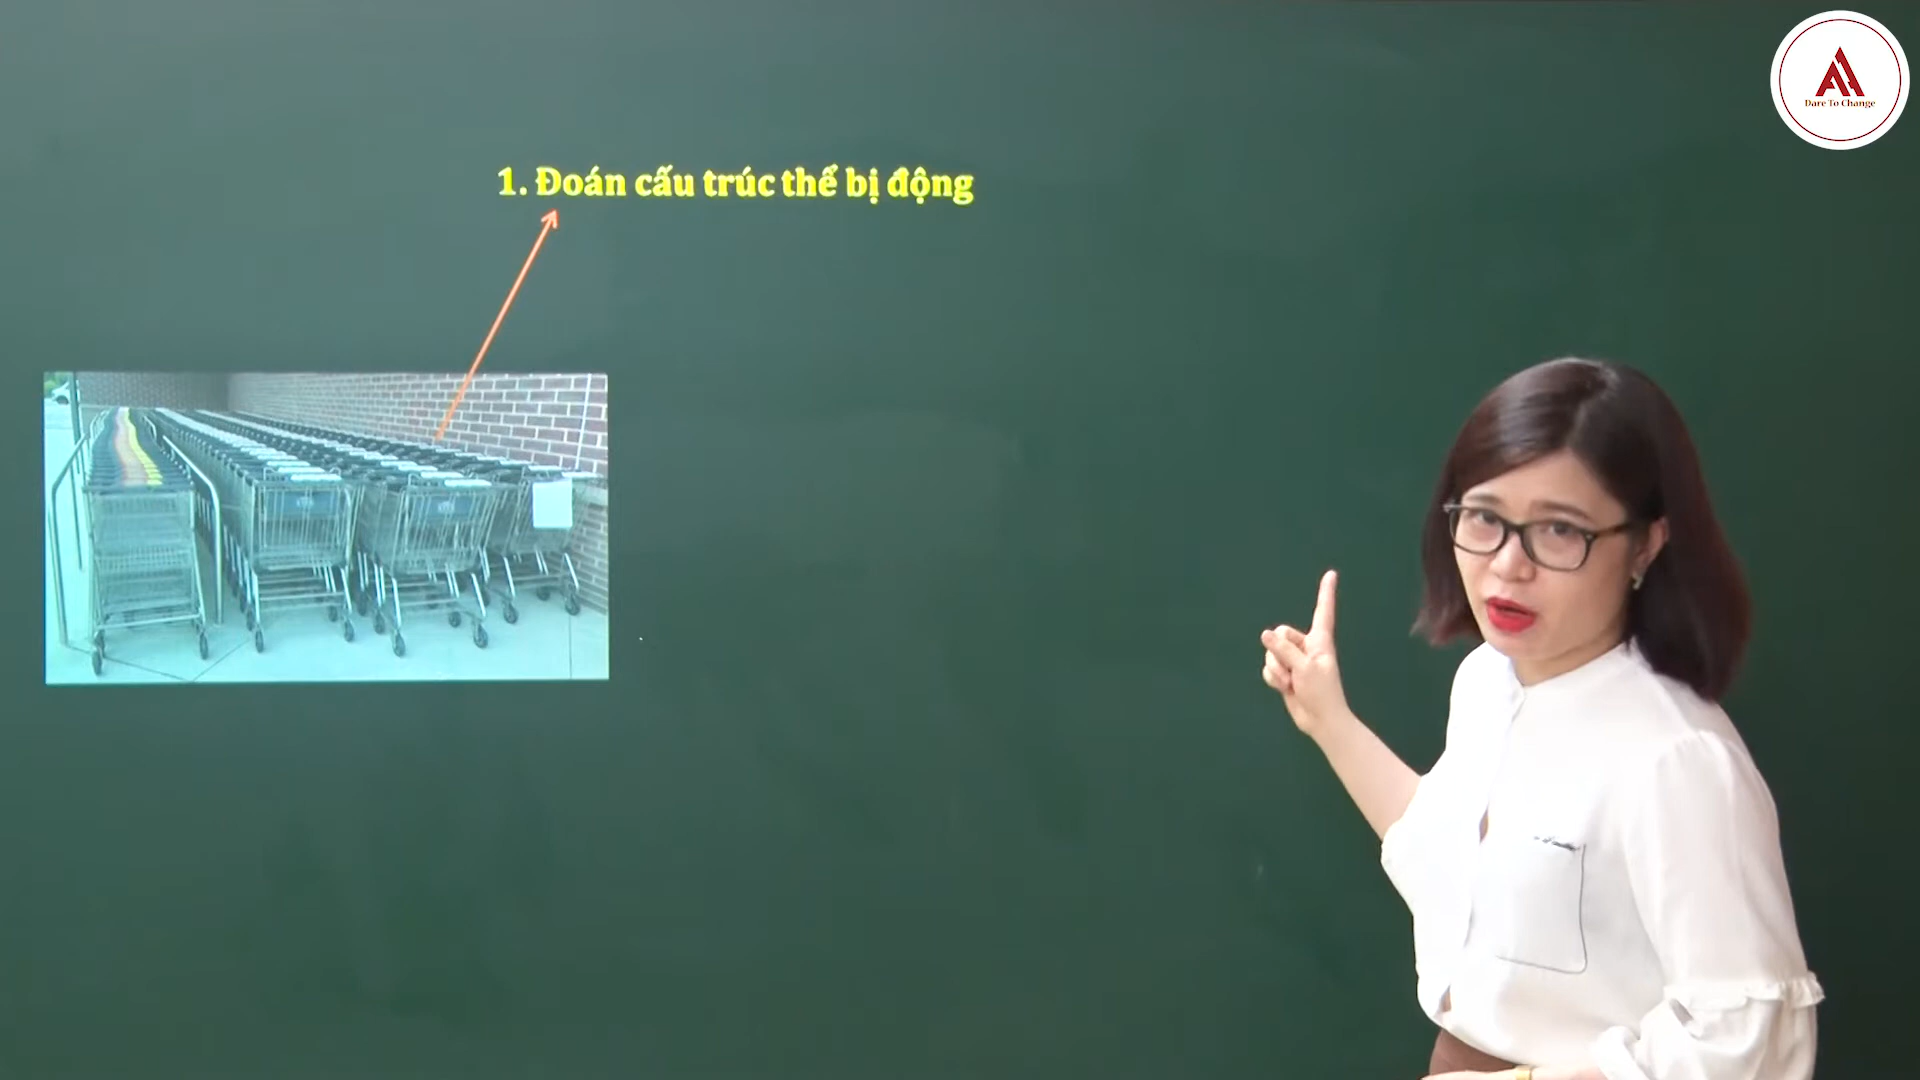 Dare To Change
1. Đoán cấu trúc thể bị động